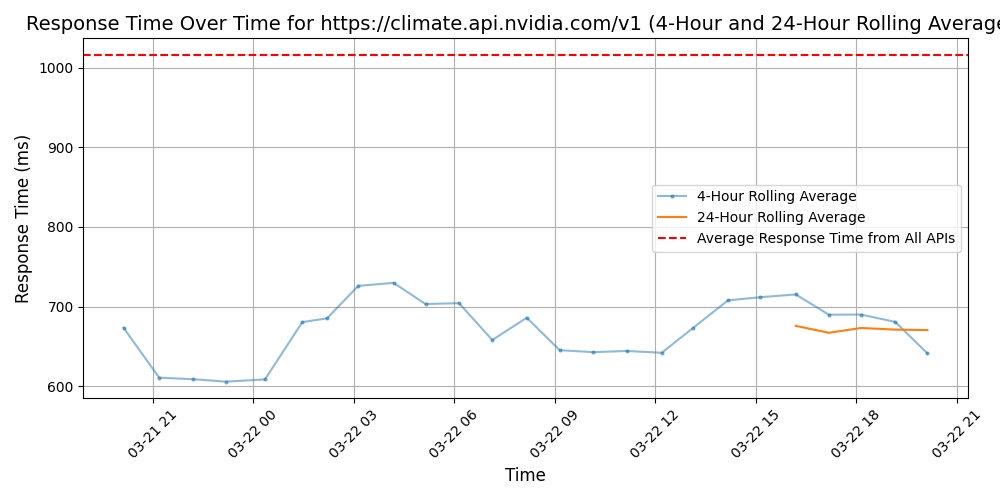 Response Time Over Time for https://climate.api.nvidia.com/v1 (4-Hour and 24-Hour Rolling Average
1000
900
800
700
600
Response Time (ms)
4-Hour Rolling Average
24-Hour Rolling Average
Average Response Time from All APIs
03-21 21
03-22 00
03-22 03
03-22 06
03-22 09
03-22 12
03-22 15
03-22 18
03-22 21
Time